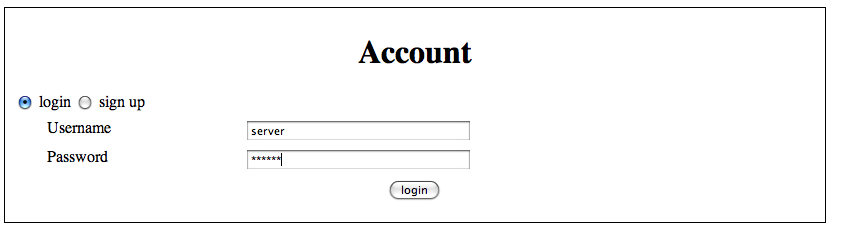 Account
login sign up
Username server
Password ******
login